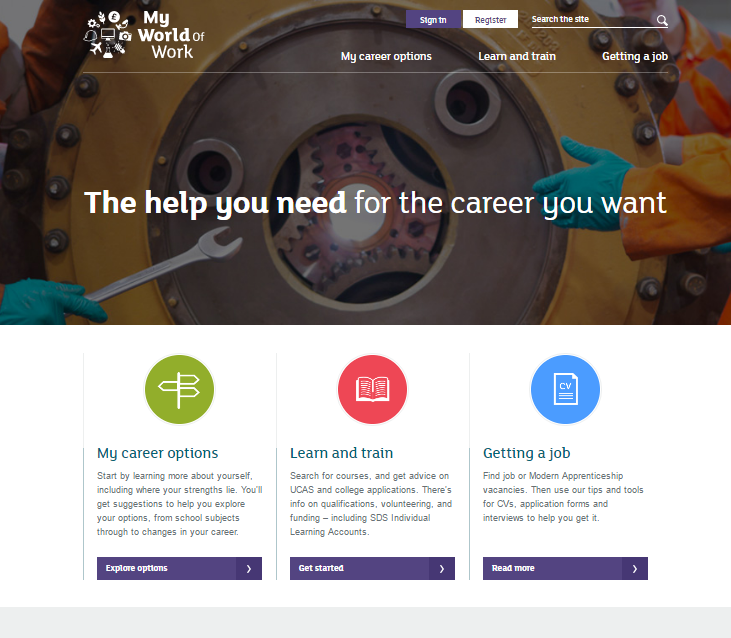 My
World Of
Work
Sign in
Register
Search the site
My career options
Learn and train
Getting a job
The help you need for the career you want
CV
My career options
Start by learning more about yourself,
including where your strengths lie. You'll
get suggestions to help you explore
your options, from school subjects
through to changes in your career.
Explore options
Learn and train
Search for courses, and get advice on
UCAS and college applications. There's
info on qualifications, volunteering, and
funding – including SDS Individual
Learning Accounts.
Get started
Getting a job
Find job or Modern Apprenticeship
vacancies. Then use our tips and tools
for CVs, application forms and
interviews to help you get it.
Read more